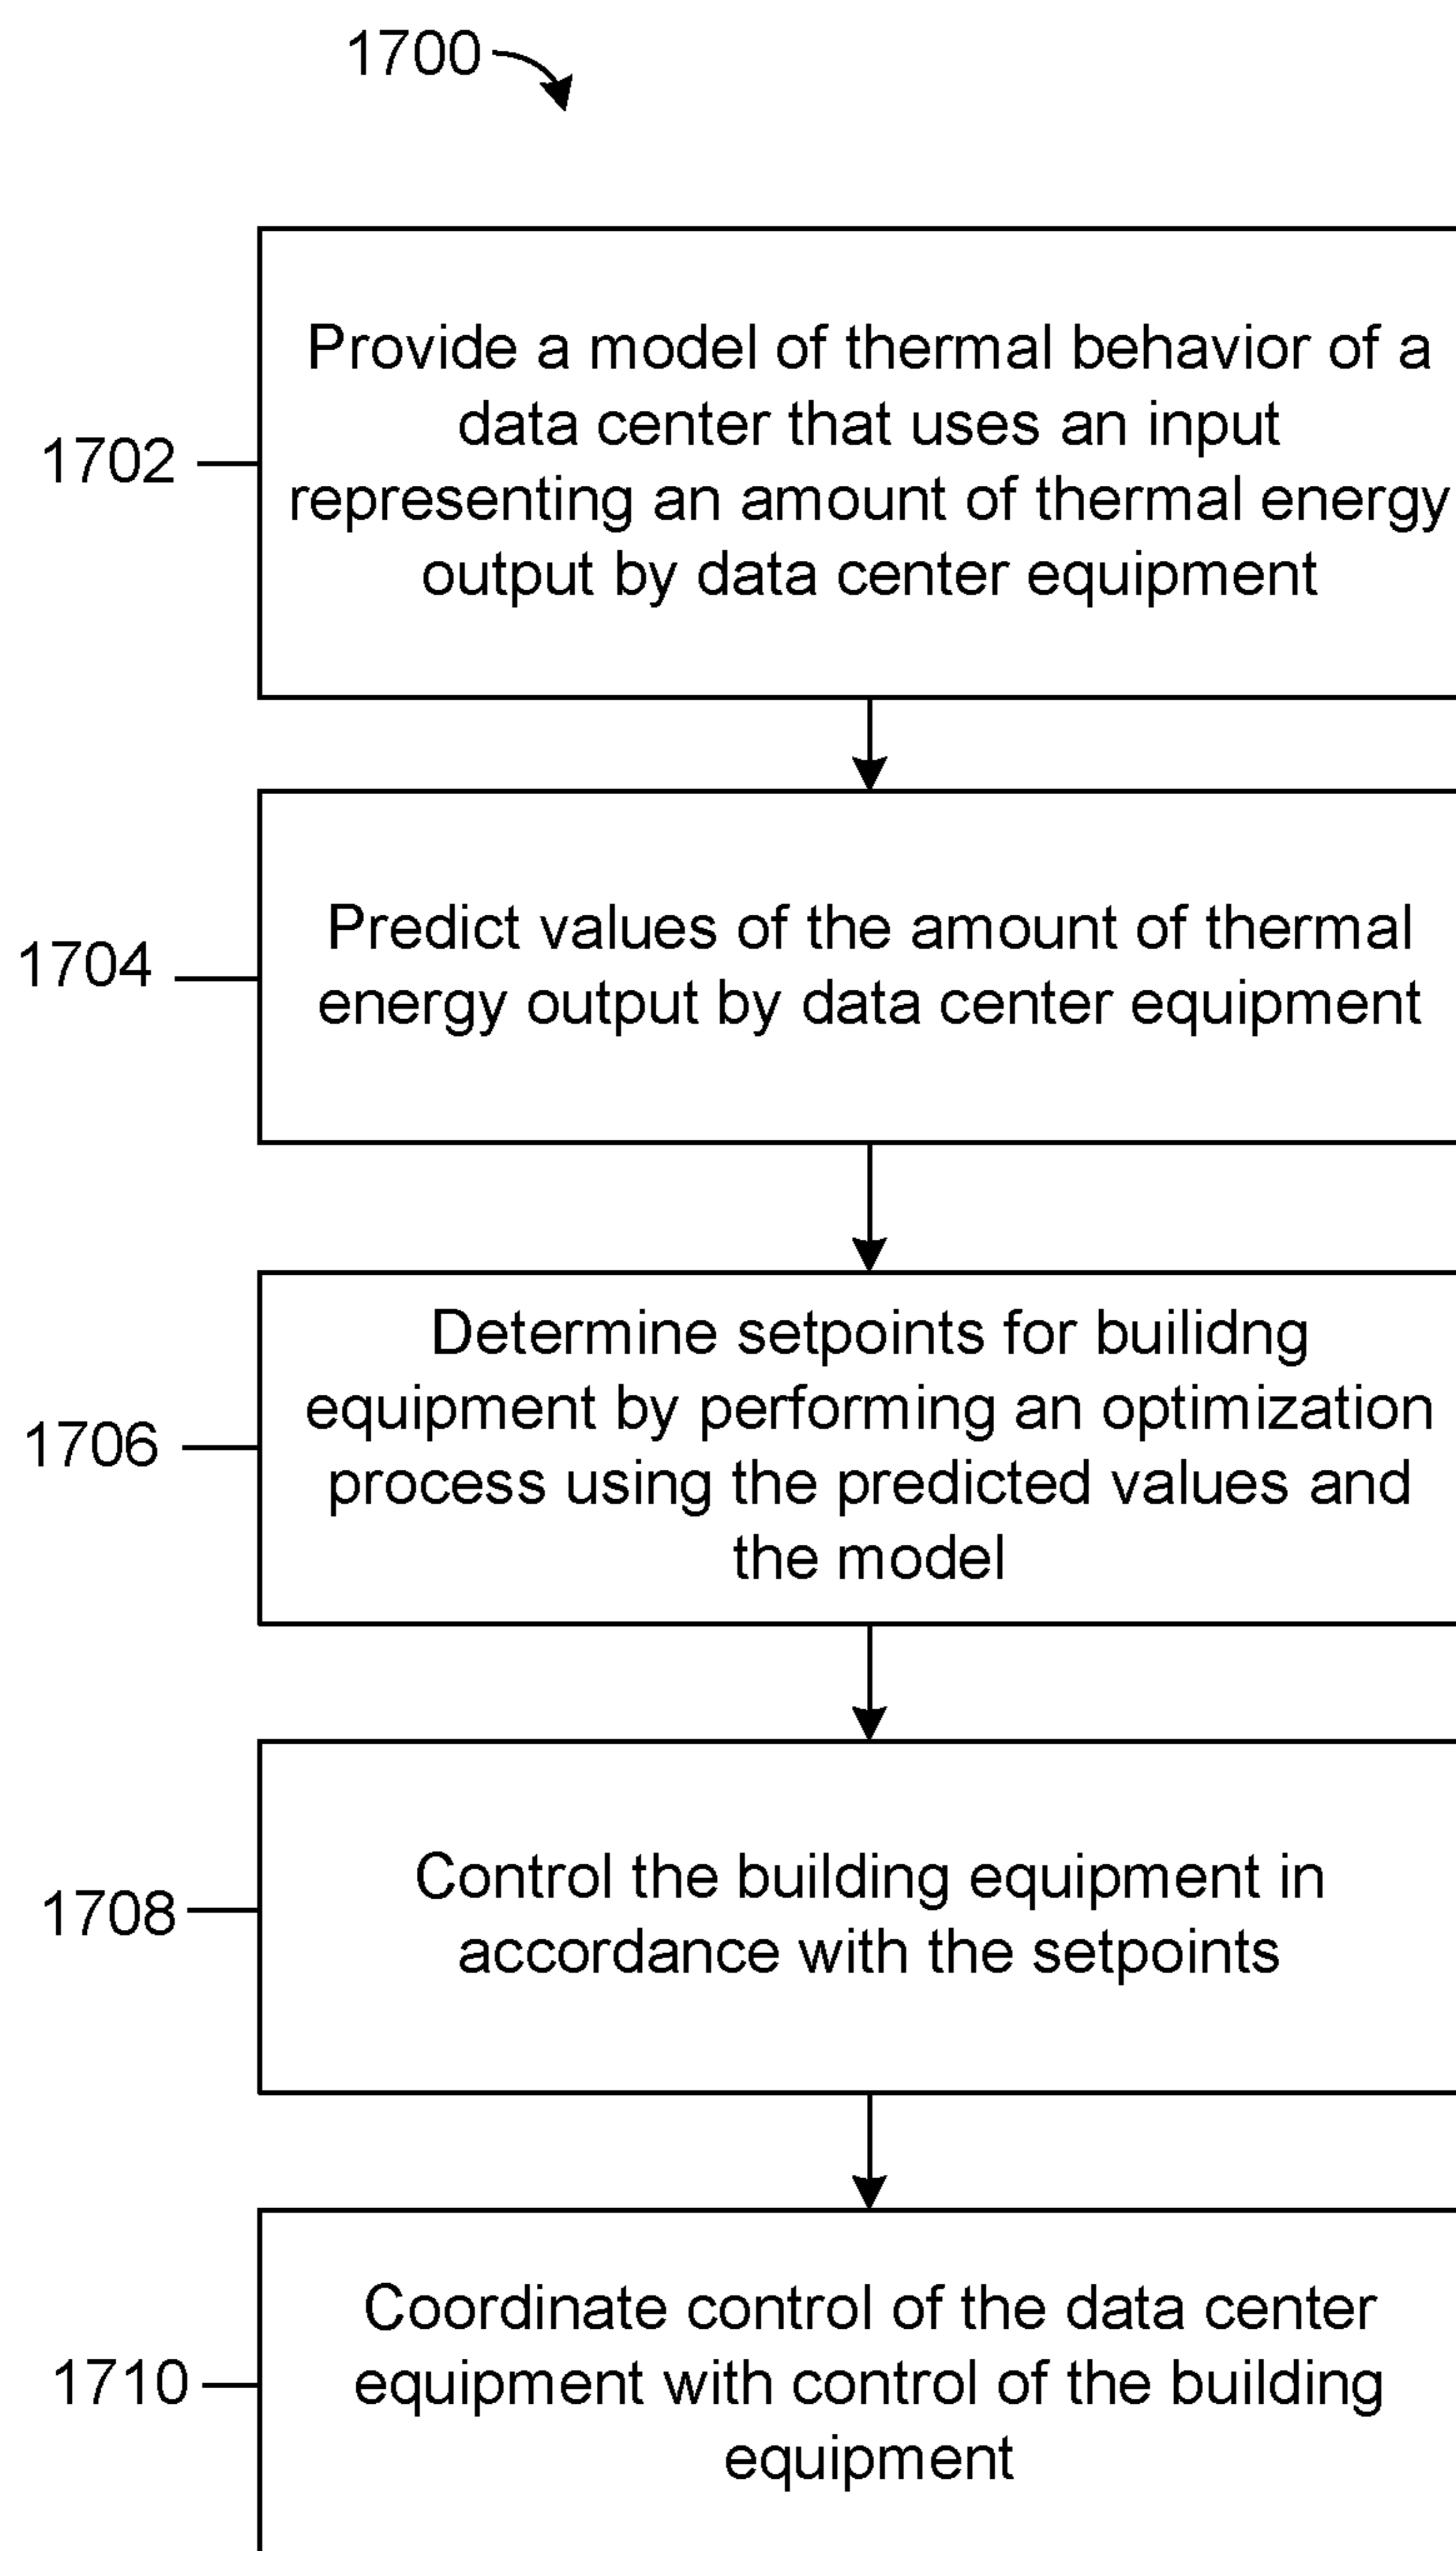 1700
Provide a model of thermal behavior of a
data center that uses an input
1702
representing an amount of thermal energy
output by data center equipment
Predict values of the amount of thermal
1704
energy output by data center equipment
Determine setpoints for builidng
equipment by performing an optimization
1706
process using the predicted values and
the model
Control the building equipment in
1708
accordance with the setpoints
Coordinate control of the data center
1710
equipment with control of the building
equipment